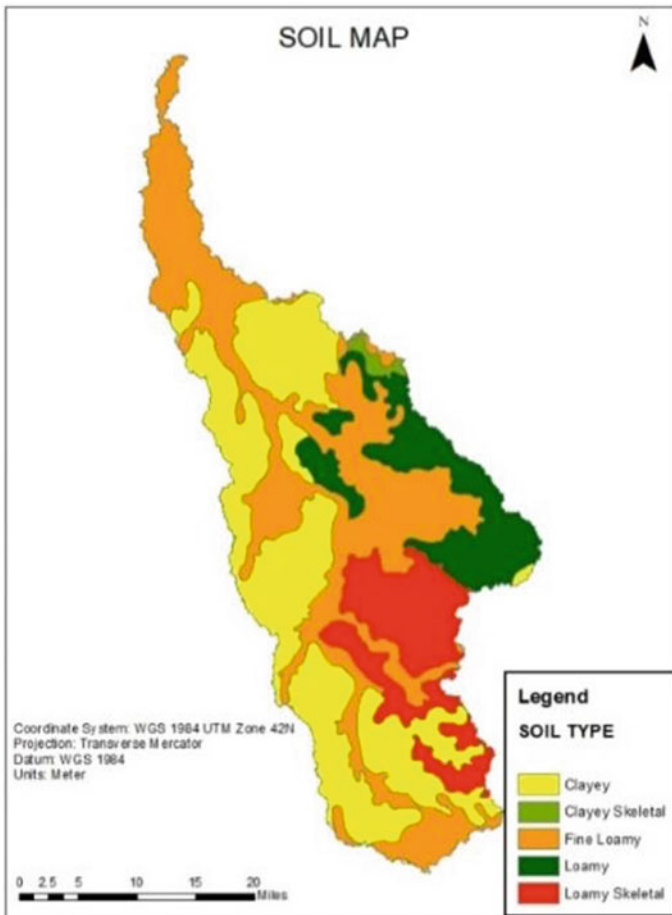 SOIL MAP
N
Coordinate System: WGS 1984 UTM Zone 42N
Projection: Transverse Mercator
Datum: WGS 1984
Units: Meter
0 2.5 5 10 15 20
Miles
Legend
SOIL TYPE
Clayey
Clayey Skeletal
Fine Loamy
Loamy
Loamy Skeletal